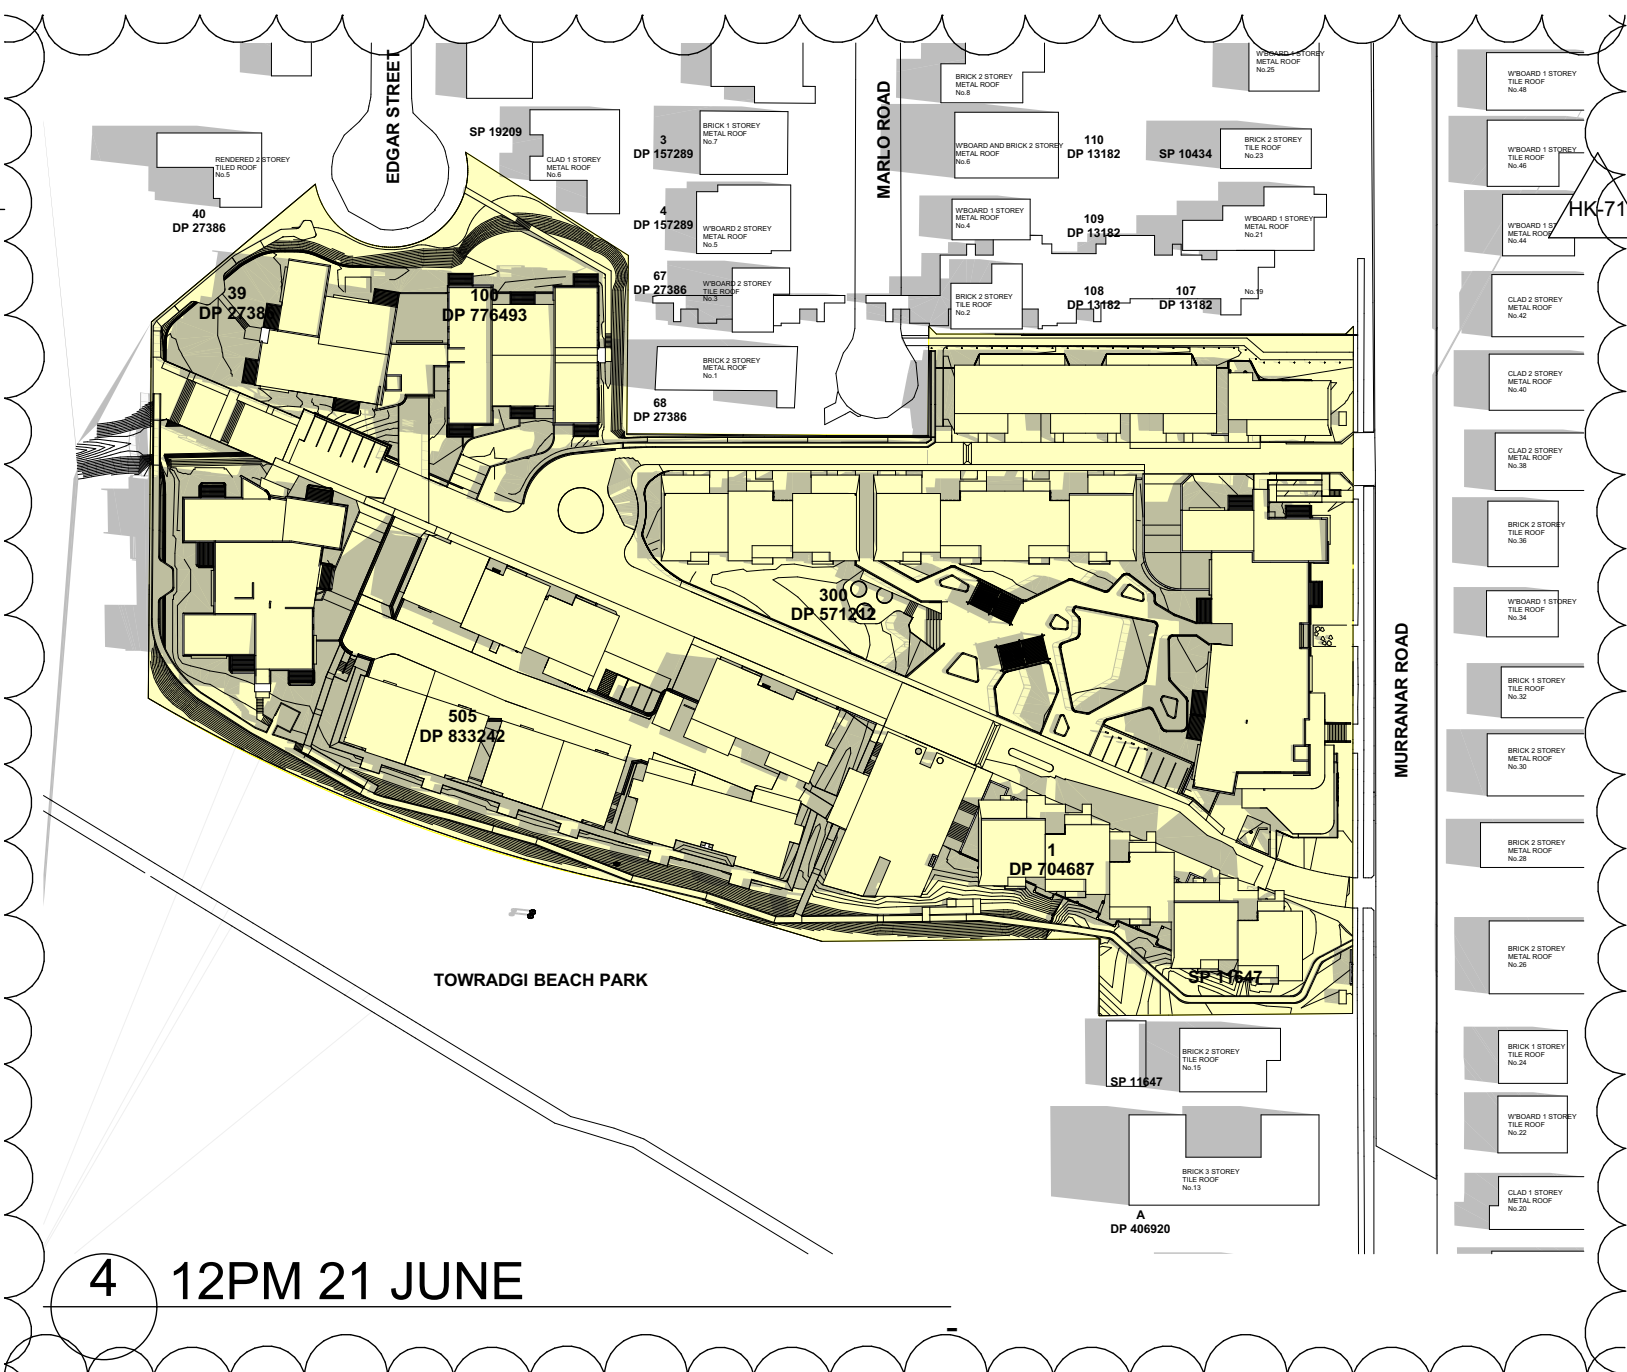 W'BOARD 1 STOREY
METAL ROOF
No.25
BRICK 2 STOREY
METAL ROOF
No.8
W'BOARD 1 STOREY
TILE ROOF
No.48
EDGAR STREET
SP 19209
MARLO ROAD
RENDERED 2 STOREY
TILED ROOF
No.5
CLAD 1 STOREY
METAL ROOF
No.6
3
DP 157289
BRICK 1 STOREY
METAL ROOF
No.7
W'BOARD AND BRICK 2 STOREY
METAL ROOF
No.6
110
DP 13182
SP 10434
BRICK 2 STOREY
TILE ROOF
No.23
W'BOARD 1 STOREY
TILE ROOF
No.46
40
DP 27386
4
DP 157289
W'BOARD 2 STOREY
METAL ROOF
No.5
W'BOARD 1 STOREY
METAL ROOF
No.4
109
DP 13182
W'BOARD 1 STOREY
METAL ROOF
No.21
HK-71
W'BOARD 1 ST
METAL ROOF
No.44
39
DP 2738
100
DP 776493
67
DP 27386
W'BOARD 2 STOREY
TILE ROOF
No.3
BRICK 2 STOREY
TILE ROOF
No.2
108
DP 13182
107
DP 13182
No.19
CLAD 2 STOREY
METAL ROOF
No.42
BRICK 2 STOREY
METAL ROOF
No.1
68
DP 27386
CLAD 2 STOREY
METAL ROOF
No.40
CLAD 2 STOREY
METAL ROOF
No.38
BRICK 2 STOREY
TILE ROOF
No.36
300
DP 571212
W'BOARD 1 STOREY
TILE ROOF
No.34
MURRANAR ROAD
BRICK 1 STOREY
TILE ROOF
No.32
505
DP 833242
BRICK 2 STOREY
METAL ROOF
No.30
1
DP 704687
BRICK 2 STOREY
METAL ROOF
No.28
TOWRADGI BEACH PARK
SP 11647
BRICK 2 STOREY
METAL ROOF
No.26
SP 11647
BRICK 2 STOREY
TILE ROOF
No.15
BRICK 1 STOREY
TILE ROOF
No.24
W'BOARD 1 STOREY
TILE ROOF
No.22
BRICK 3 STOREY
TILE ROOF
No.13
A
DP 406920
CLAD 1 STOREY
METAL ROOF
No.20
4 12PM 21 JUNE
-